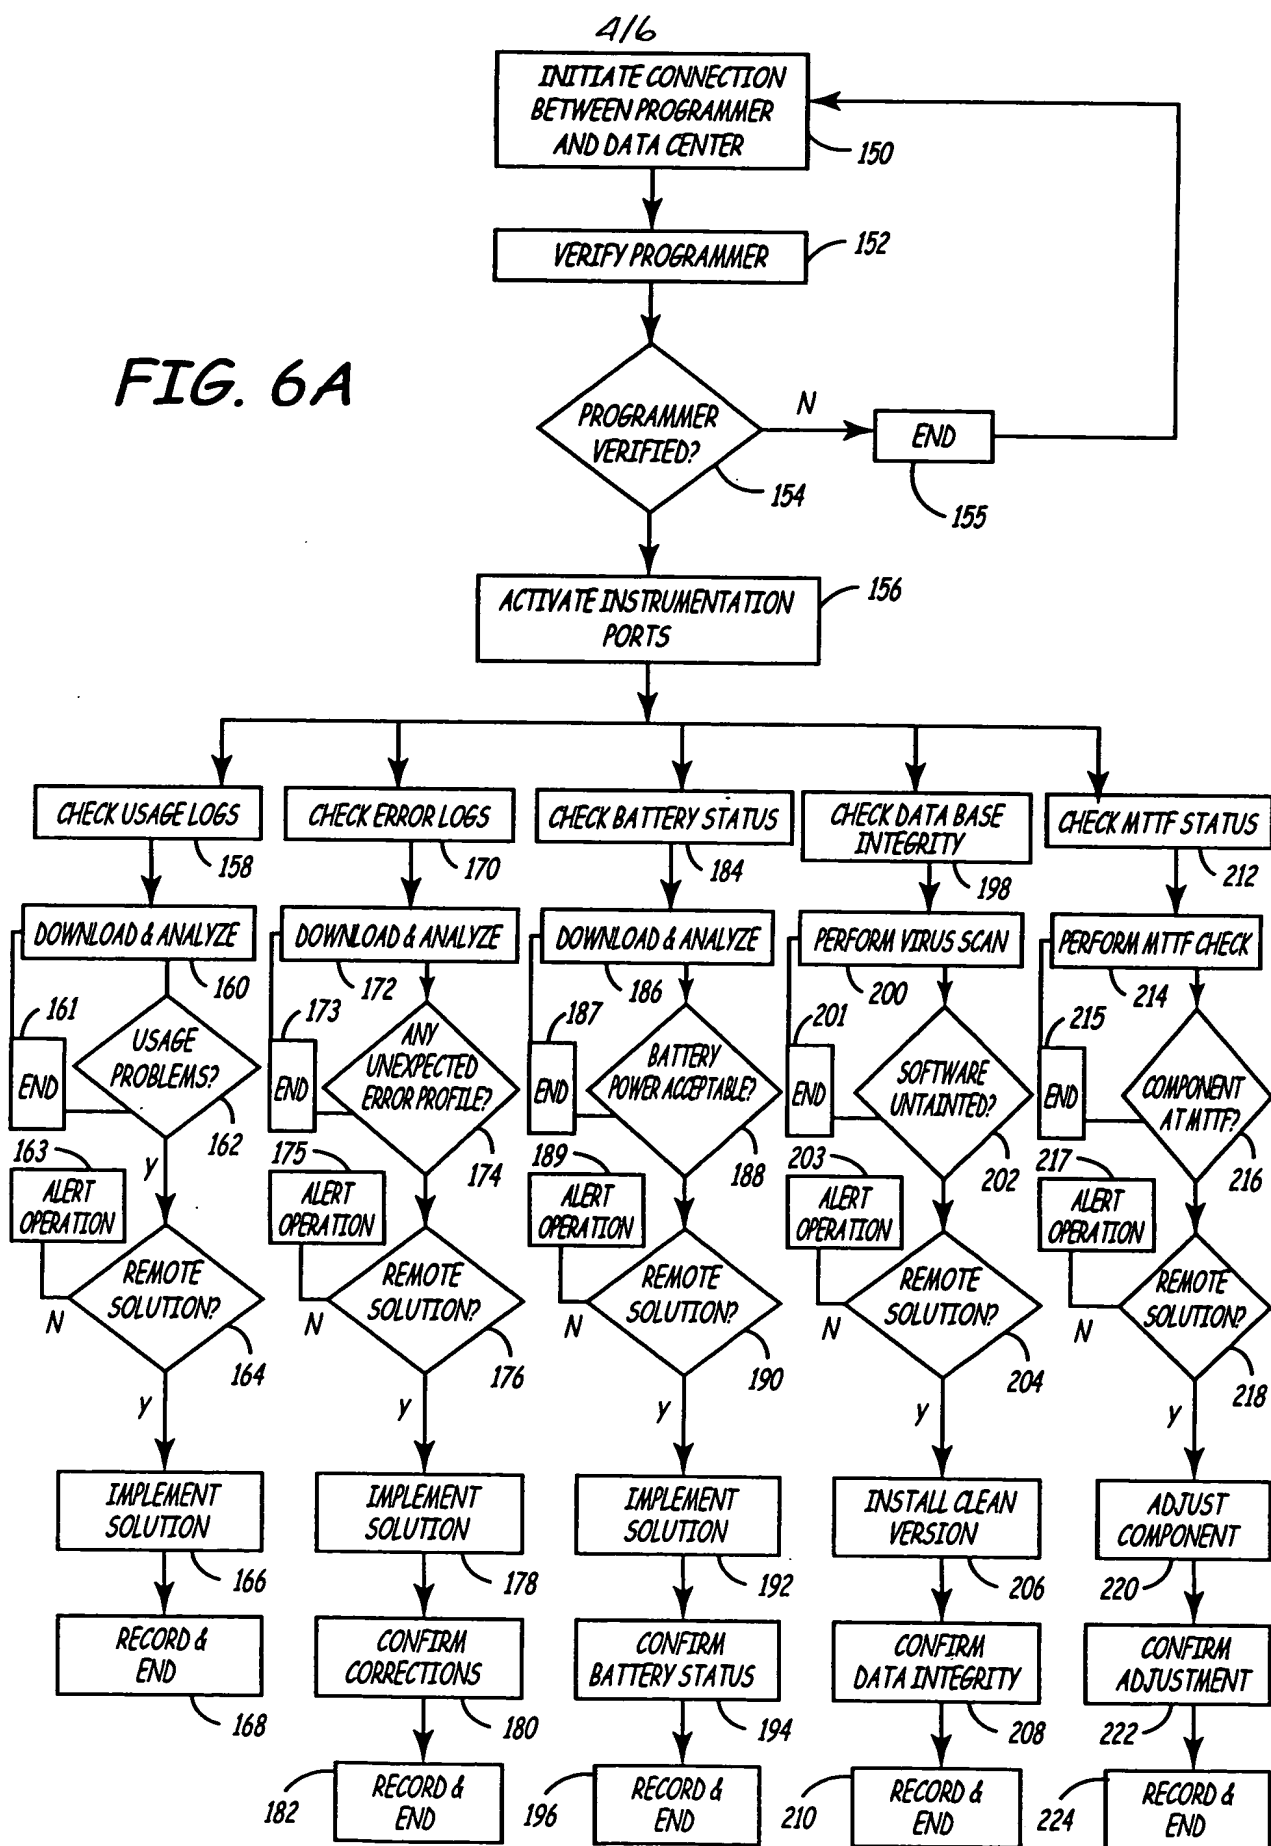 4/6
INITIATE CONNECTION
BETWEEN PROGRAMMER
AND DATA CENTER
150
VERIFY PROGRAMMER
152
FIG. 6A
PROGRAMMER
VERIFIED?
154
N
END
155
ACTIVATE INSTRUMENTATION
PORTS
156
CHECK USAGE LOGS
158
DOWNLOAD & ANALYZE
160
161
END
USAGE
PROBLEMS?
162
Y
163
ALERT
OPERATION
REMOTE
SOLUTION?
N
164
Y
IMPLEMENT
SOLUTION
166
RECORD &
END
168
CHECK ERROR LOGS
170
DOWNLOAD & ANALYZE
172
173
END
ANY
UNEXPECTED
ERROR PROFILE?
174
175
ALERT
OPERATION
REMOTE
SOLUTION?
N
176
Y
IMPLEMENT
SOLUTION
178
CONFIRM
CORRECTIONS
180
RECORD &
END
182
CHECK BATTERY STATUS
184
DOWNLOAD & ANALYZE
186
187
END
BATTERY
POWER ACCEPTABLE?
188
189
ALERT
OPERATION
REMOTE
SOLUTION?
N
190
Y
IMPLEMENT
SOLUTION
192
CONFIRM
BATTERY STATUS
194
RECORD &
END
196
CHECK DATA BASE
INTEGRITY
198
PERFORM VIRUS SCAN
200
201
END
SOFTWARE
UNTAINTED?
202
203
ALERT
OPERATION
REMOTE
SOLUTION?
N
204
Y
INSTALL CLEAN
VERSION
206
CONFIRM
DATA INTEGRITY
208
RECORD &
END
210
CHECK MTTF STATUS
212
PERFORM MTTF CHECK
214
215
END
COMPONENT
AT MTTF?
216
217
ALERT
OPERATION
REMOTE
SOLUTION?
N
218
Y
ADJUST
COMPONENT
220
CONFIRM
ADJUSTMENT
222
RECORD &
END
224